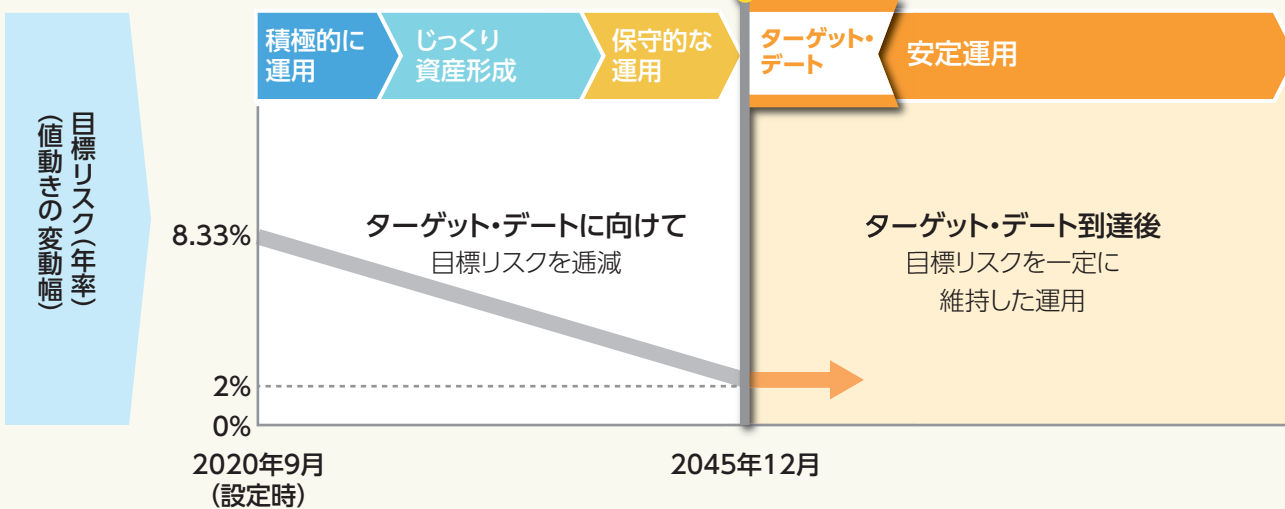 積極的に
運用
じっくり
資産形成
保守的な
運用
ターゲット・
デート
安定運用
目標リスク(年率)
(値動きの変動幅)
8.33%
ターゲット・デートに向けて
目標リスクを逓減
ターゲット・デート到達後
目標リスクを一定に
維持した運用
2%
0%
2020年9月
(設定時)
2045年12月